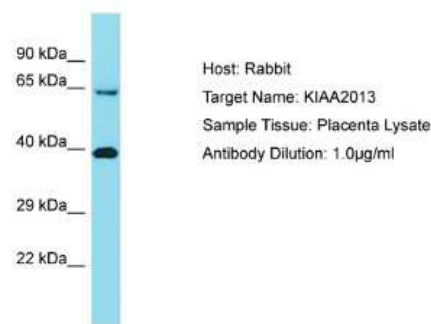 90 kDa
65 kDa
40 kDa
29 kDa
22 kDa
Host: Rabbit
Target Name: KIAA2013
Sample Tissue: Placenta Lysate
Antibody Dilution: 1.0µg/ml